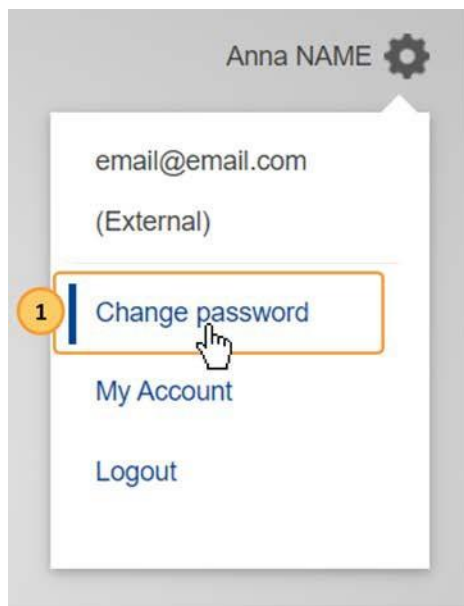 Anna NAME
email@email.com
(External)
1 Change password
My Account
Logout